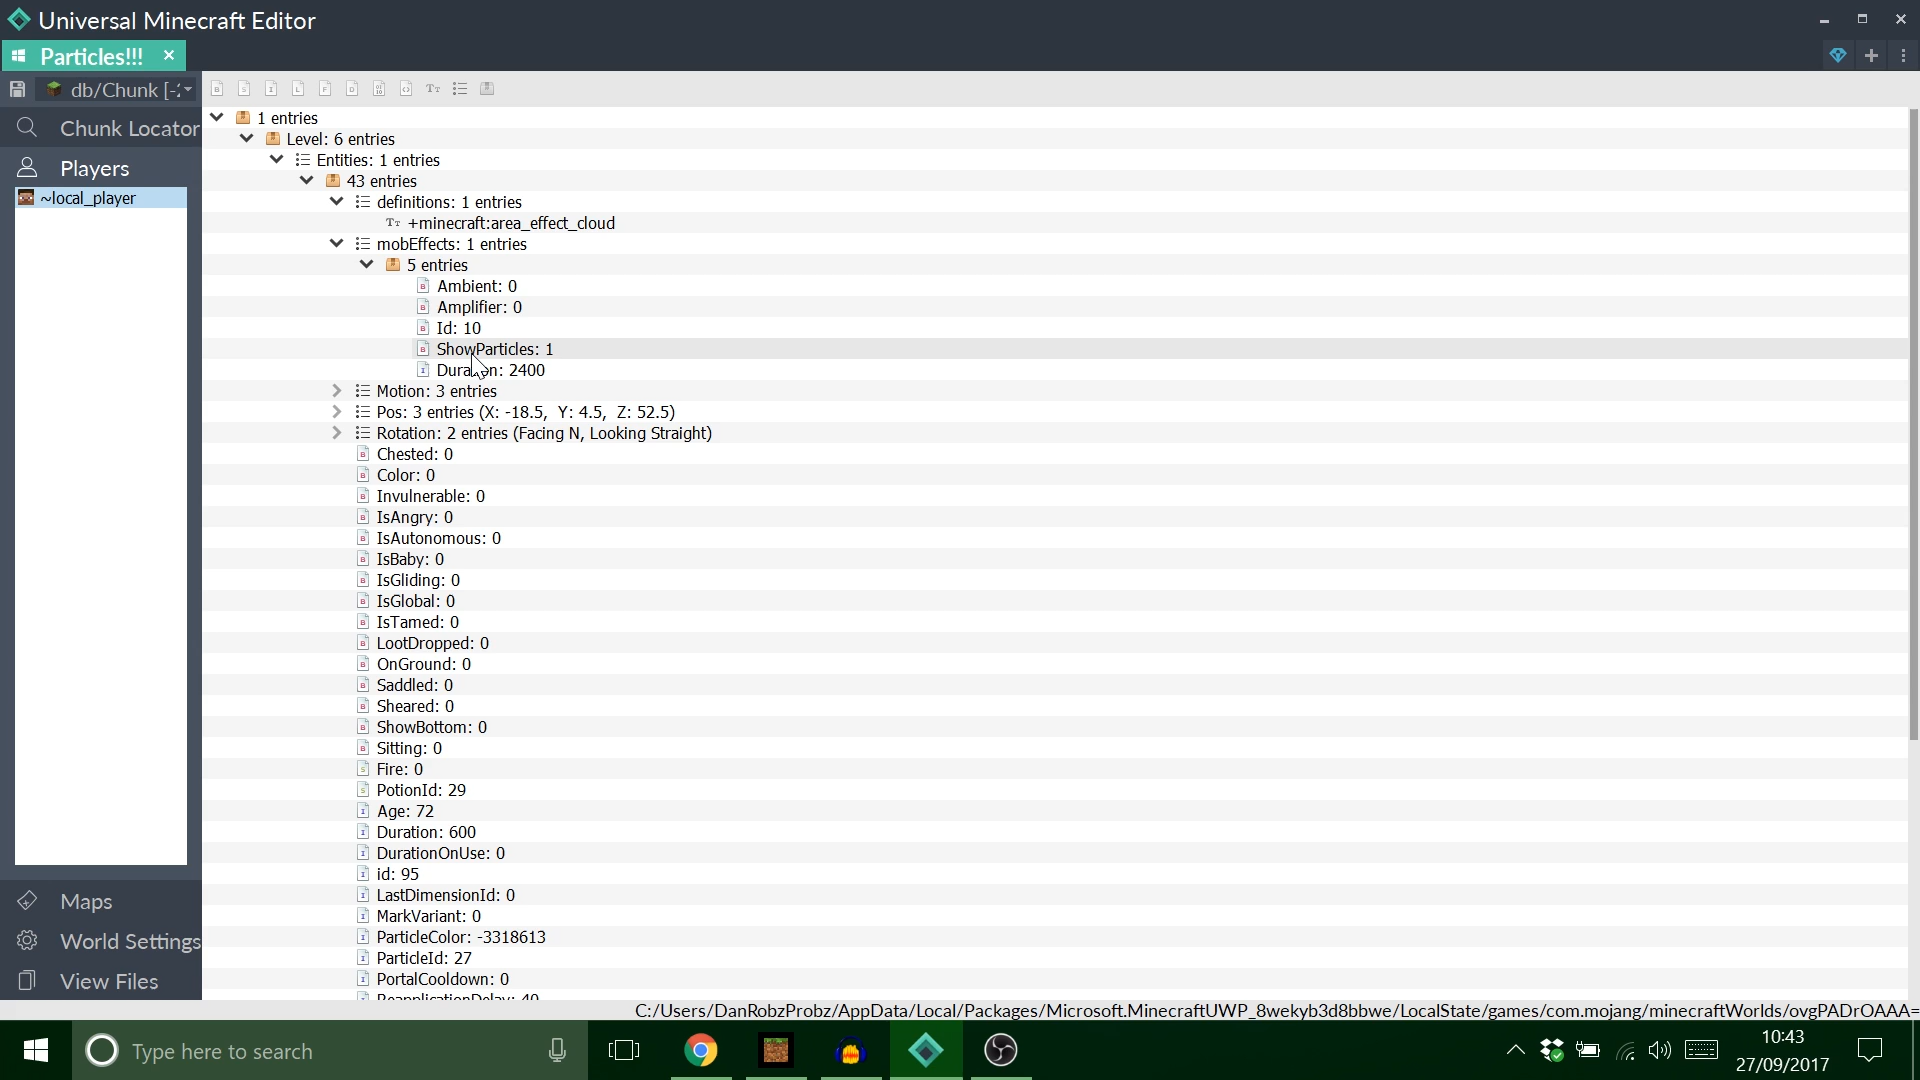 Universal Minecraft Editor
Particles!!!
db/Chunk [-
Chunk Locator
Players
~local_player
Maps
World Settings
View Files
1 entries
Level: 6 entries
Entities: 1 entries
43 entries
definitions: 1 entries
+minecraft:area_effect_cloud
mobEffects: 1 entries
5 entries
Ambient: 0
Amplifier: 0
Id: 10
ShowParticles: 1
Duration: 2400
Motion: 3 entries
Pos: 3 entries (X: -18.5, Y: 4.5, Z: 52.5)
Rotation: 2 entries (Facing N, Looking Straight)
Chested: 0
Color: 0
Invulnerable: 0
IsAngry: 0
IsAutonomous: 0
IsBaby: 0
IsGliding: 0
IsGlobal: 0
IsTamed: 0
LootDropped: 0
OnGround: 0
Saddled: 0
Sheared: 0
ShowBottom: 0
Sitting: 0
Fire: 0
PotionId: 29
Age: 72
Duration: 600
DurationOnUse: 0
id: 95
LastDimensionId: 0
MarkVariant: 0
ParticleColor: -3318613
ParticleId: 27
PortalCooldown: 0
ReapplicationDelay: 40
C:/Users/DanRobzProbz/AppData/Local/Packages/Microsoft.MinecraftUWP_8wekyb3d8bbwe/LocalState/games/com.mojang/minecraftWorlds/ovgPADrOAAA=
Type here to search
10:43
27/09/2017